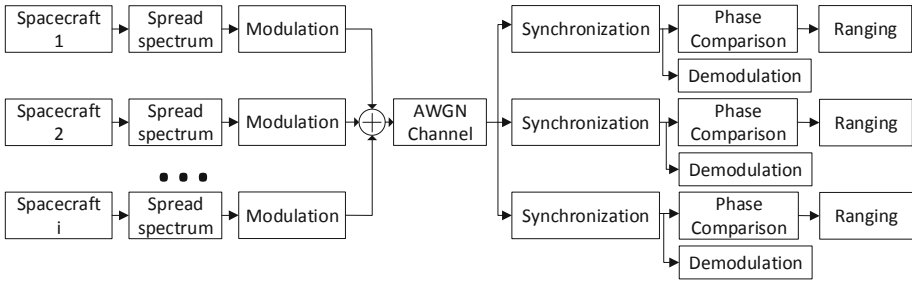 Spacecraft
1
Spread
spectrum
Modulation
Synchronization
Phase
Comparison
Ranging
Demodulation
Spacecraft
2
Spread
spectrum
Modulation
AWGN
Channel
Synchronization
Phase
Comparison
Ranging
Demodulation
Spacecraft
i
Spread
spectrum
Modulation
Synchronization
Phase
Comparison
Ranging
Demodulation